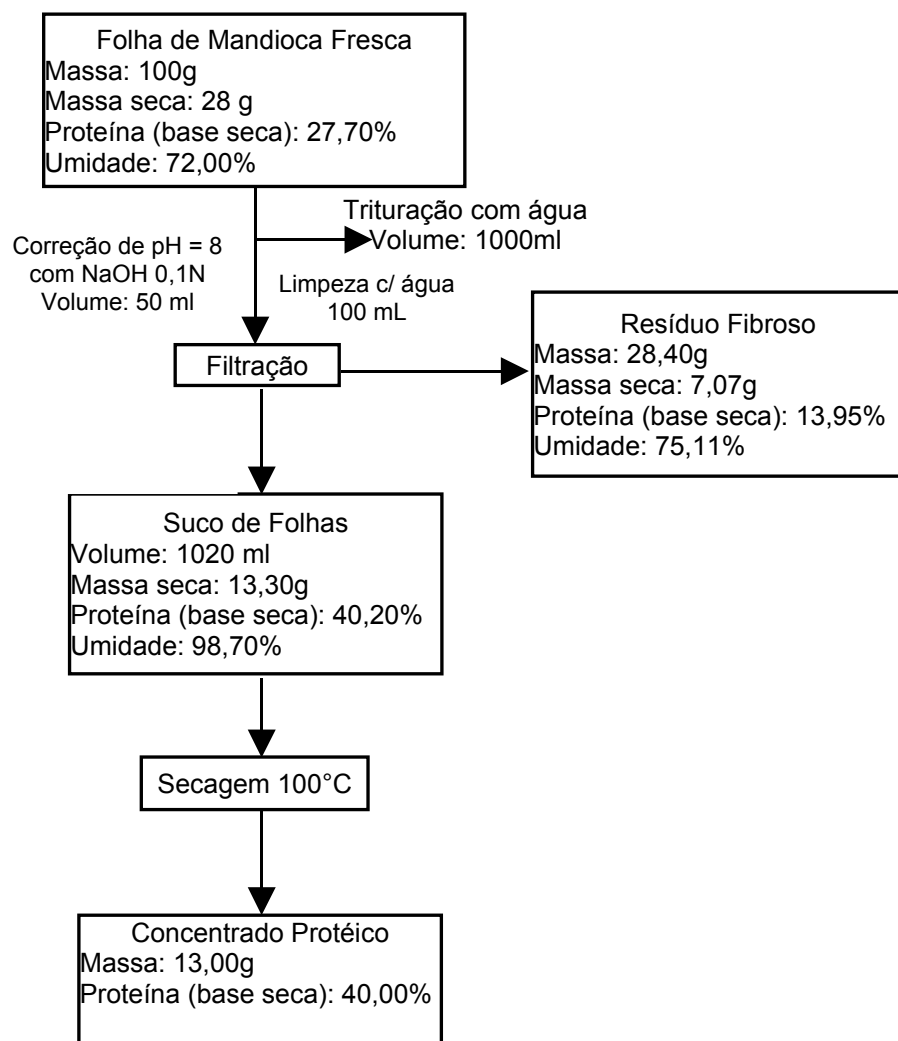 Folha de Mandioca Fresca
Massa: 100g
Massa seca: 28 g
Proteína (base seca): 27,70%
Umidade: 72,00%
Trituração com água
Volume: 1000ml
Correção de pH = 8
com NaOH 0,1N
Volume: 50 ml
Limpeza c/ água
100 mL
Filtração
Resíduo Fibroso
Massa: 28,40g
Massa seca: 7,07g
Proteína (base seca): 13,95%
Umidade: 75,11%
Suco de Folhas
Volume: 1020 ml
Massa seca: 13,30g
Proteína (base seca): 40,20%
Umidade: 98,70%
Secagem 100°C
Concentrado Protéico
Massa: 13,00g
Proteína (base seca): 40,00%